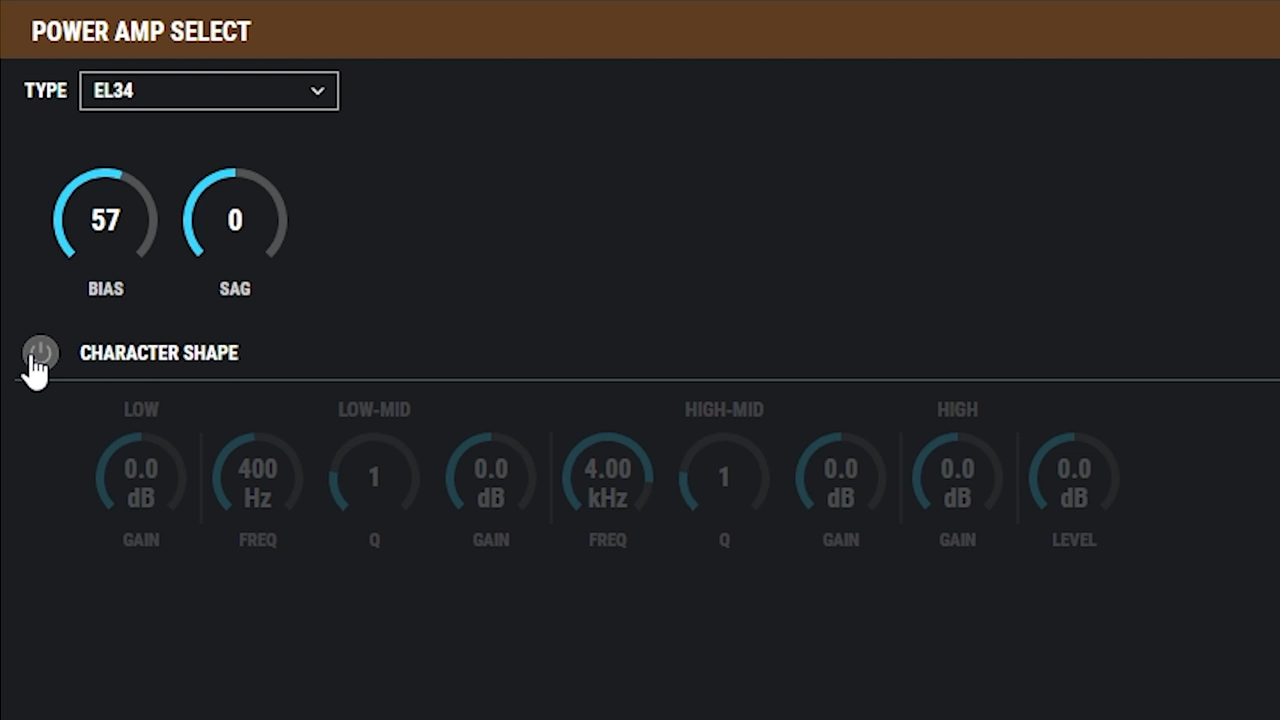 POWER AMP SELECT
TYPE EL34
57 0
BIAS SAG
CHARACTER SHAPE
LOW LOW-MID HIGH-MID HIGH
0.0 400 1 0.0 4.00 1 0.0 0.0 0.0
dB Hz dB kHz dB dB dB
GAIN FREQ Q GAIN FREQ Q GAIN GAIN LEVEL